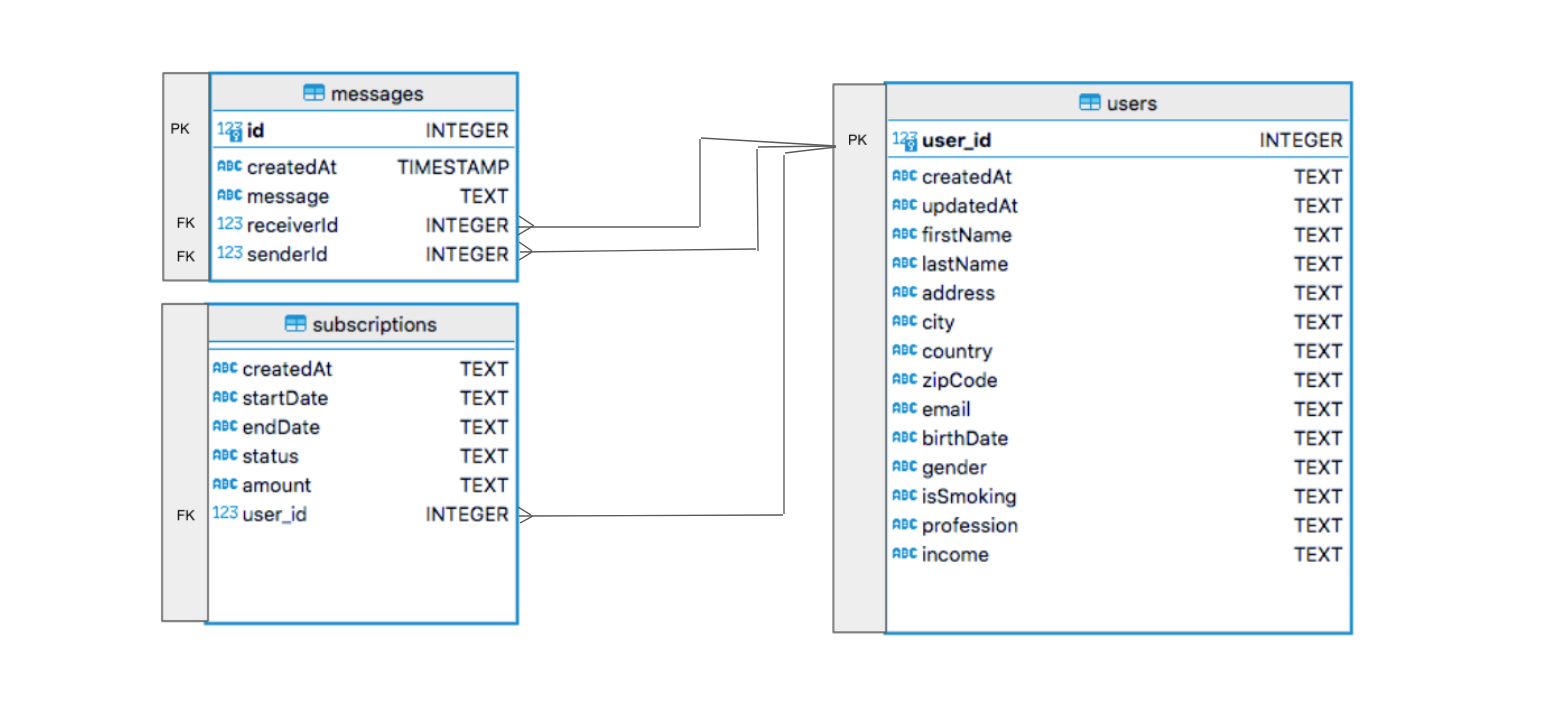 messages
PK 123 id INTEGER
ABC createdAt TIMESTAMP
ABC message TEXT
FK 123 receiverId INTEGER
FK 123 senderId INTEGER
subscriptions
ABC createdAt TEXT
ABC startDate TEXT
ABC endDate TEXT
ABC status TEXT
ABC amount TEXT
FK 123 user_id INTEGER
users
PK 123 user_id INTEGER
ABC createdAt TEXT
ABC updatedAt TEXT
ABC firstName TEXT
ABC lastName TEXT
ABC address TEXT
ABC city TEXT
ABC country TEXT
ABC zipCode TEXT
ABC email TEXT
ABC birthDate TEXT
ABC gender TEXT
ABC isSmoking TEXT
ABC profession TEXT
ABC income TEXT